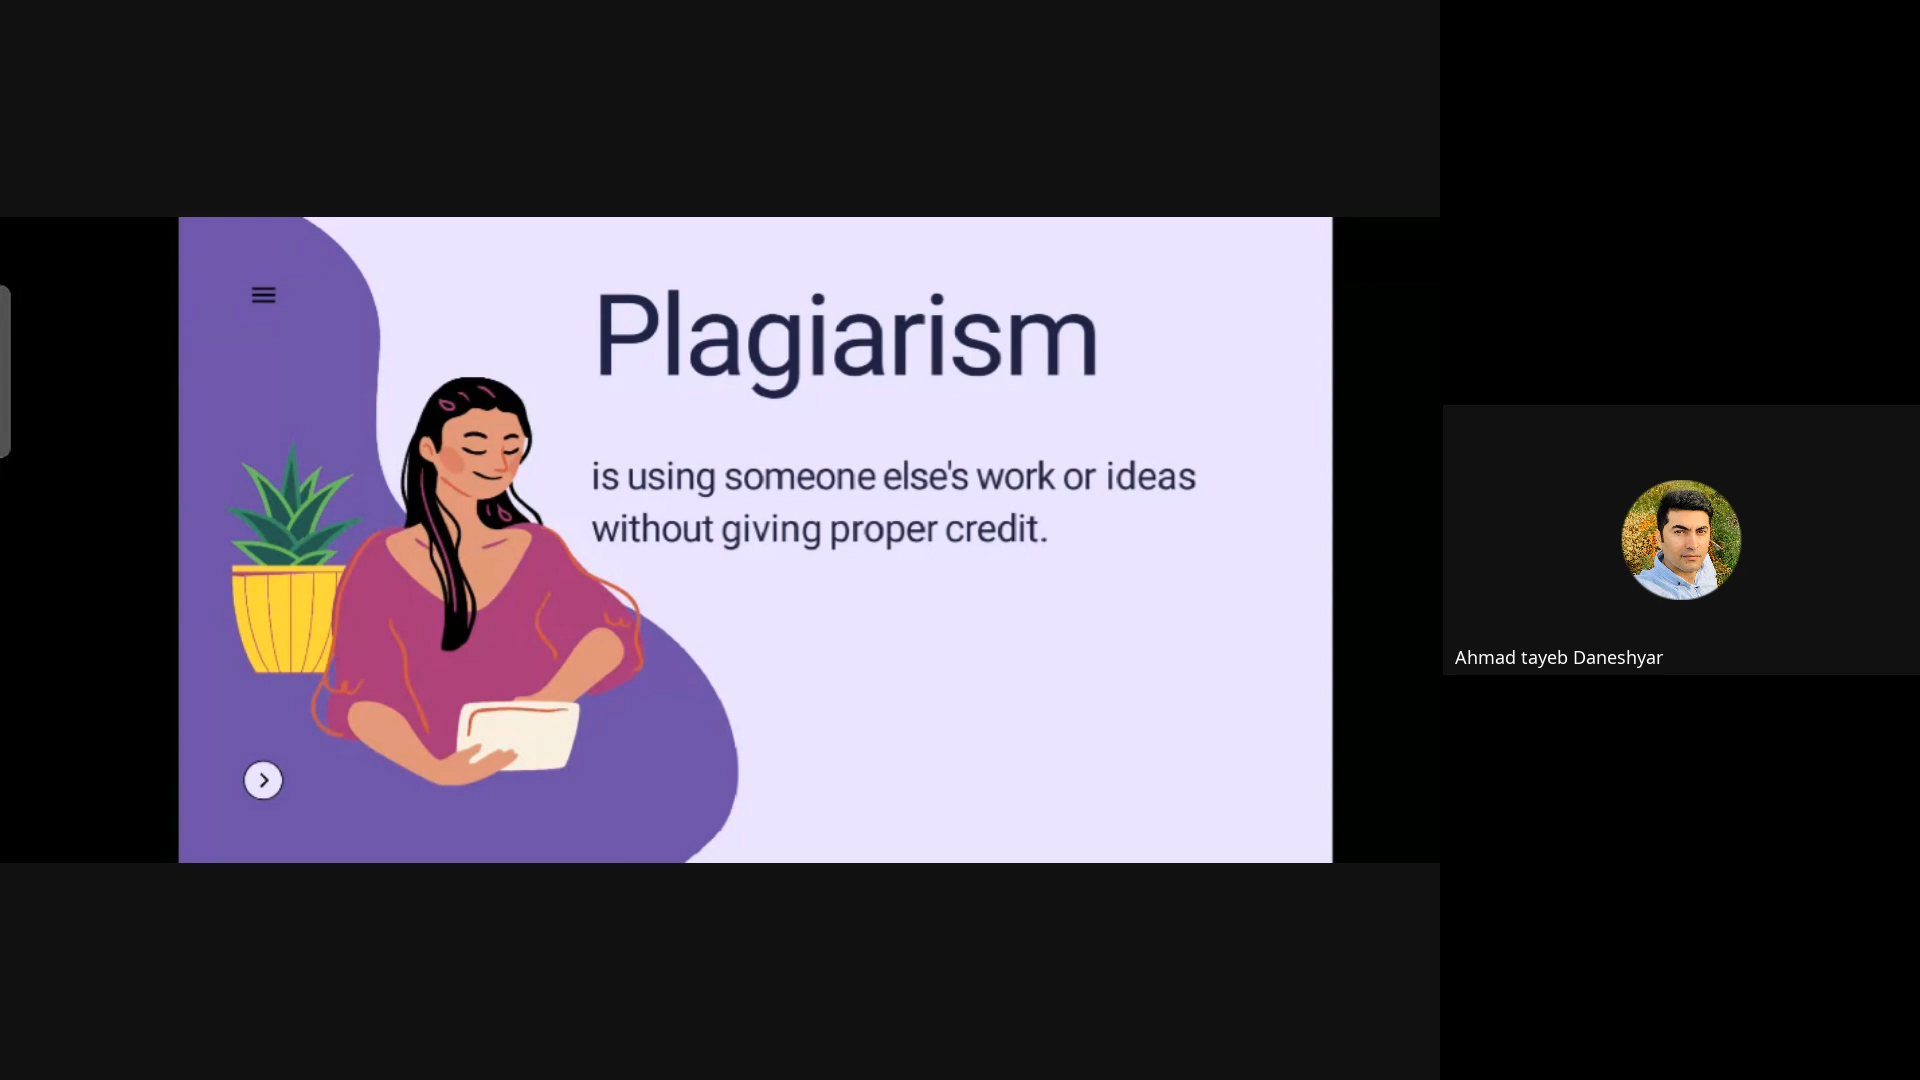 Plagiarism
is using someone else's work or ideas
without giving proper credit.
Ahmad tayeb Daneshyar